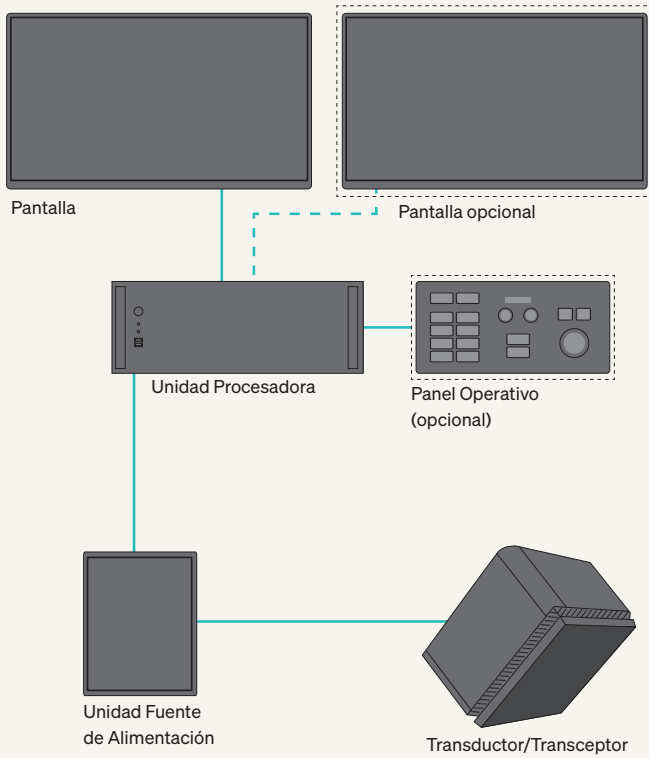 Pantalla
Pantalla opcional
Unidad Procesadora
Panel Operativo
(opcional)
Unidad Fuente
de Alimentación
Transductor/Transceptor